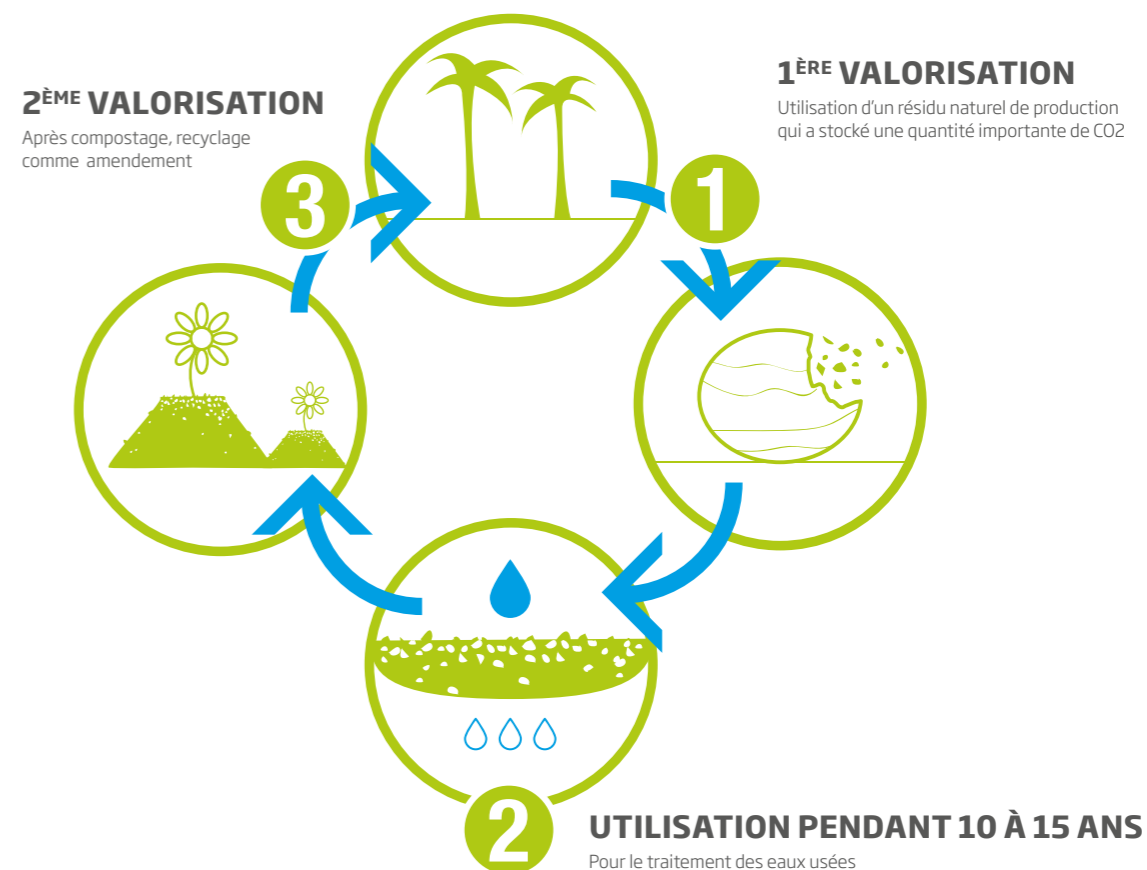 1ÈRE VALORISATION
Utilisation d'un résidu naturel de production
qui a stocké une quantité importante de CO2
2ÈME VALORISATION
Après compostage, recyclage
comme amendement
3
1
2
UTILISATION PENDANT 10 À 15 ANS
Pour le traitement des eaux usées